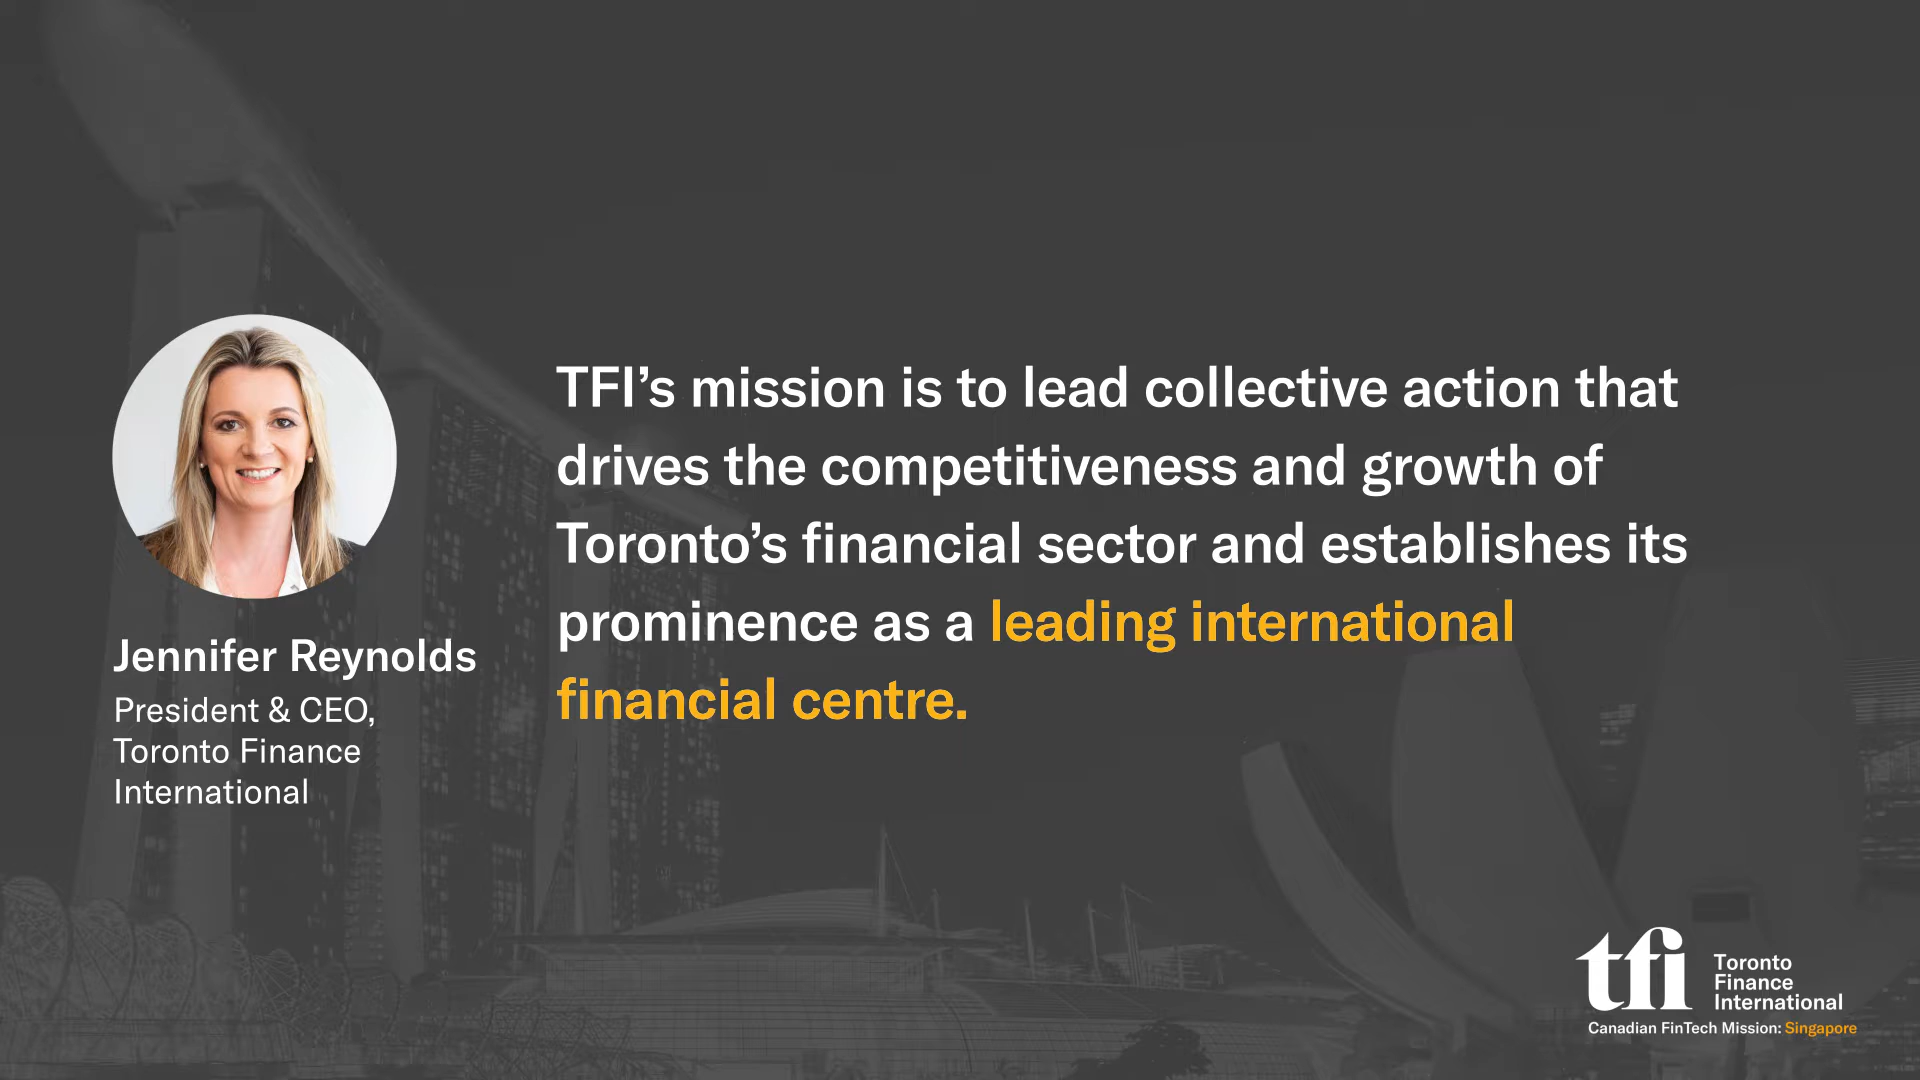 Jennifer Reynolds
President & CEO,
Toronto Finance
International
TFI’s mission is to lead collective action that
drives the competitiveness and growth of
Toronto’s financial sector and establishes its
prominence as a leading international
financial centre.
tfi
Toronto
Finance
International
Canadian FinTech Mission: Singapore